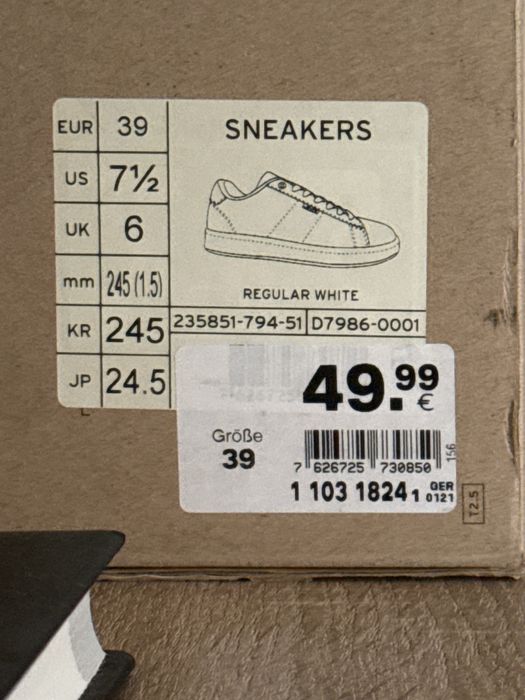 EUR 39
US 7½
UK 6
mm 245 (1.5)
KR 245
JP 24.5
SNEAKERS
REGULAR WHITE
235851-794-51 D7986-0001
49.99
€
Größe
39
7 626725 730850
156
1 103 1824 1 GER 0121
T2.5